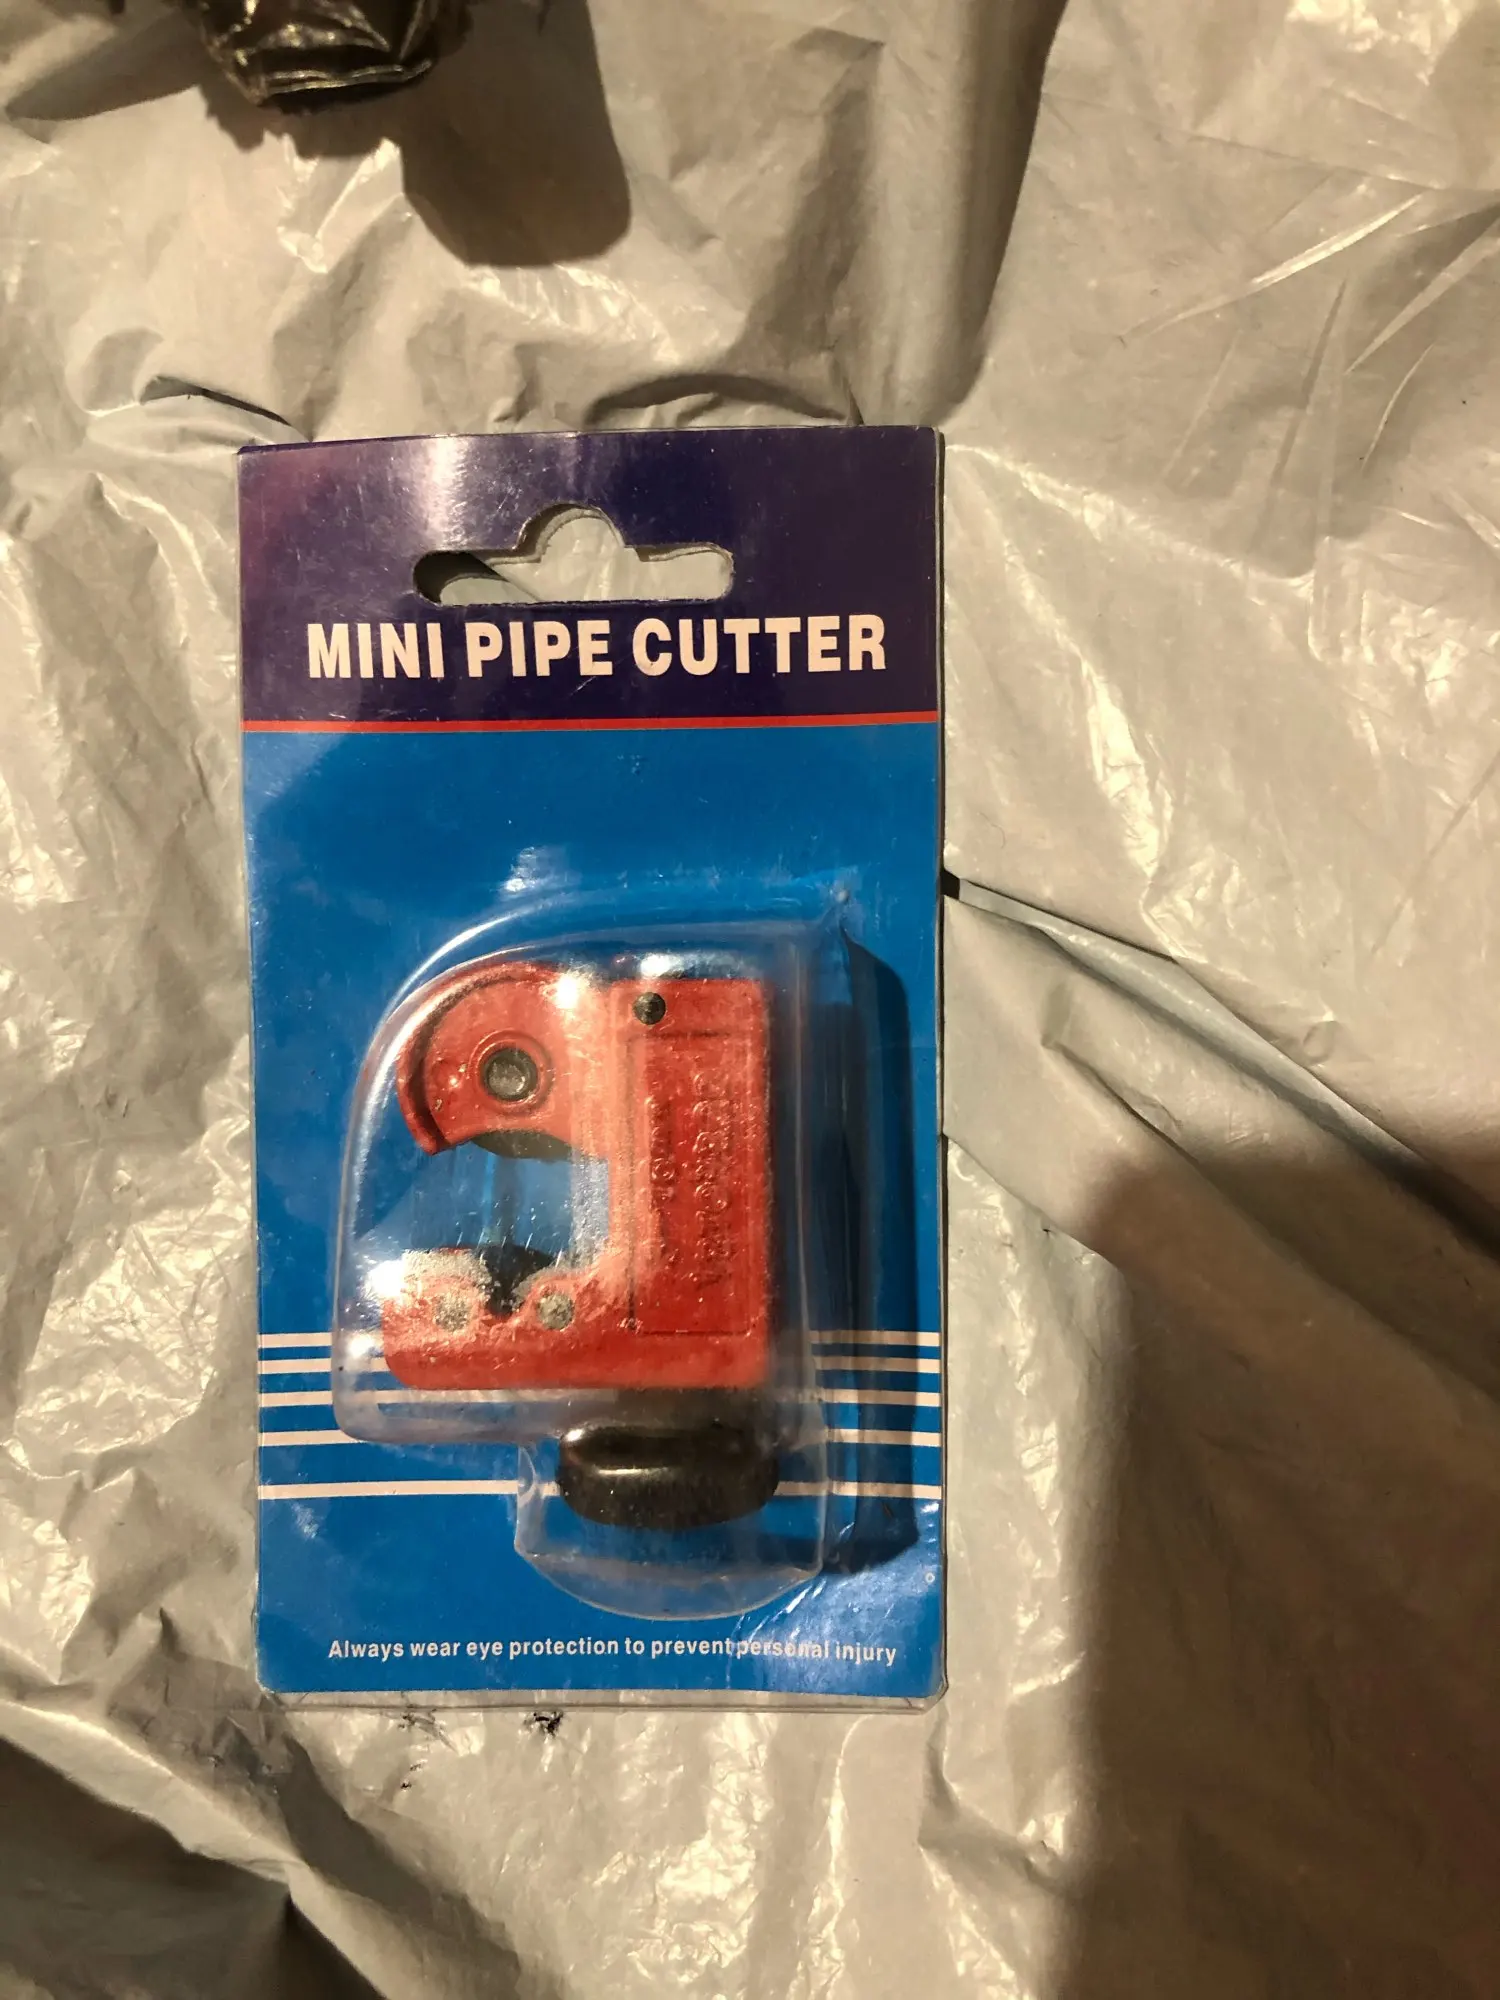 MINI PIPE CUTTER
Always wear eye protection to prevent personal injury